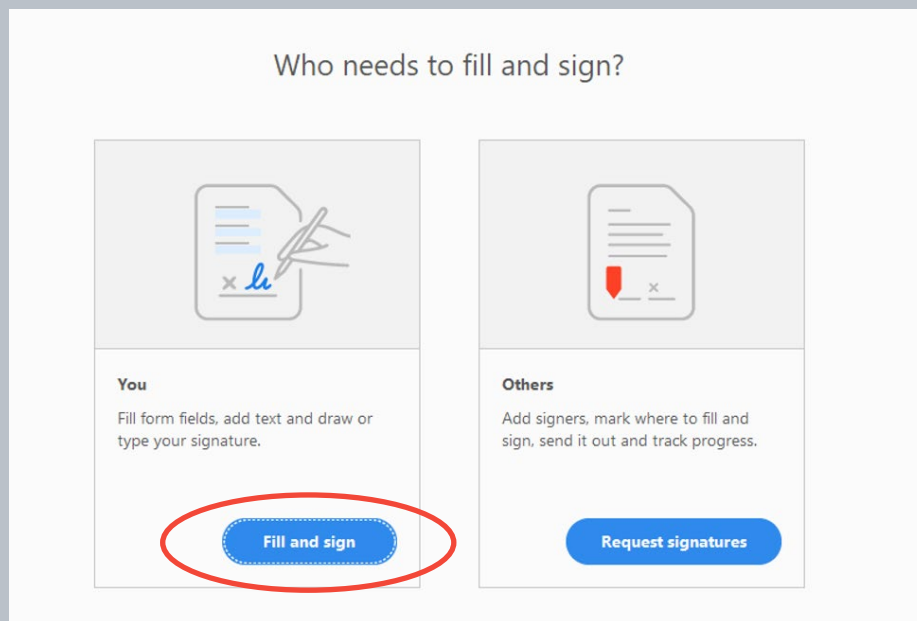 Who needs to fill and sign?
You
Fill form fields, add text and draw or
type your signature.
Fill and sign
Others
Add signers, mark where to fill and
sign, send it out and track progress.
Request signatures